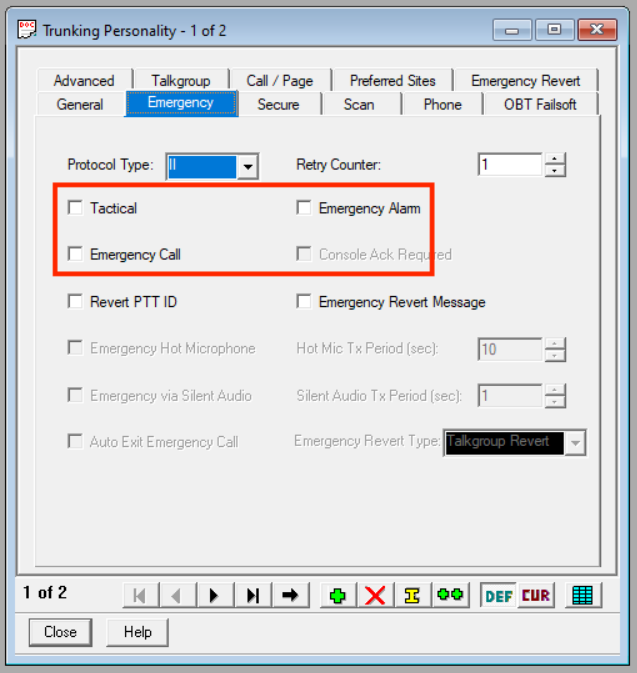 DOC
Trunking Personality - 1 of 2
Advanced Talkgroup Call / Page Preferred Sites Emergency Revert
General Emergency Secure Scan Phone OBT Failsoft
Protocol Type: II Retry Counter: 1
Tactical Emergency Alarm
Emergency Call Console Ack Required
Revert PTT ID Emergency Revert Message
Emergency Hot Microphone Hot Mic Tx Period (sec): 10
Emergency via Silent Audio Silent Audio Tx Period (sec): 1
Auto Exit Emergency Call Emergency Revert Type: Talkgroup Revert
1 of 2 DEF CUR
Close Help